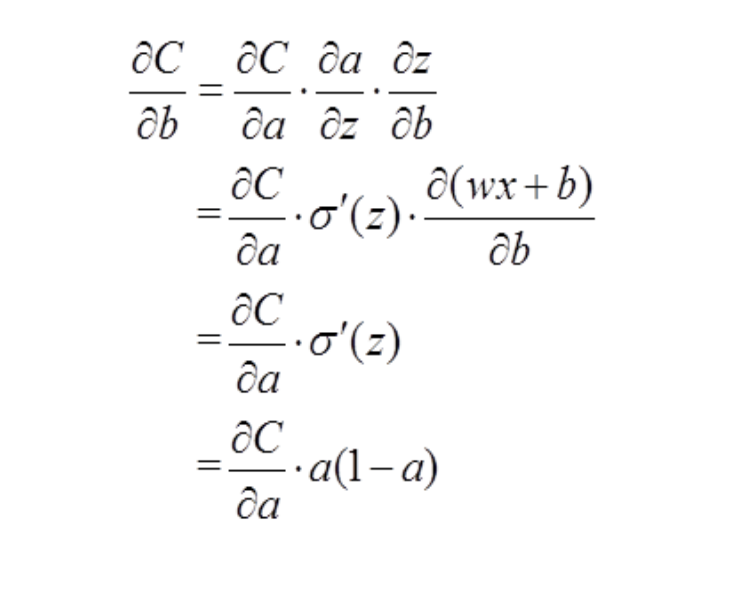 ∂C/∂b = ∂C/∂a · ∂a/∂z · ∂z/∂b
= ∂C/∂a · σ′(z) · ∂(wx + b)/∂b
= ∂C/∂a · σ′(z)
= ∂C/∂a · a(1 − a)